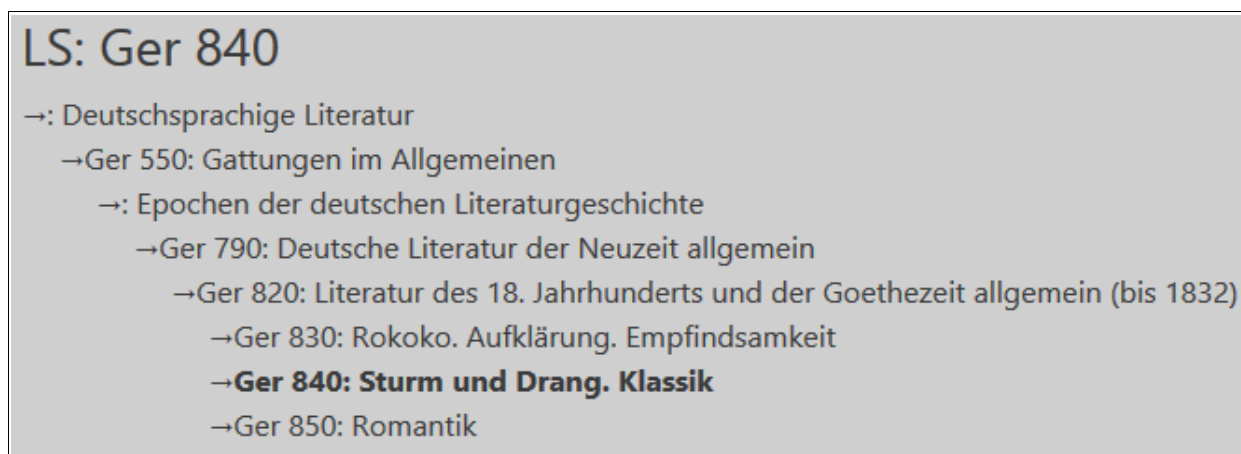 LS: Ger 840
→: Deutschsprachige Literatur
→Ger 550: Gattungen im Allgemeinen
→: Epochen der deutschen Literaturgeschichte
→Ger 790: Deutsche Literatur der Neuzeit allgemein
→Ger 820: Literatur des 18. Jahrhunderts und der Goethezeit allgemein (bis 1832)
→Ger 830: Rokoko. Aufklärung. Empfindsamkeit
→Ger 840: Sturm und Drang. Klassik
→Ger 850: Romantik